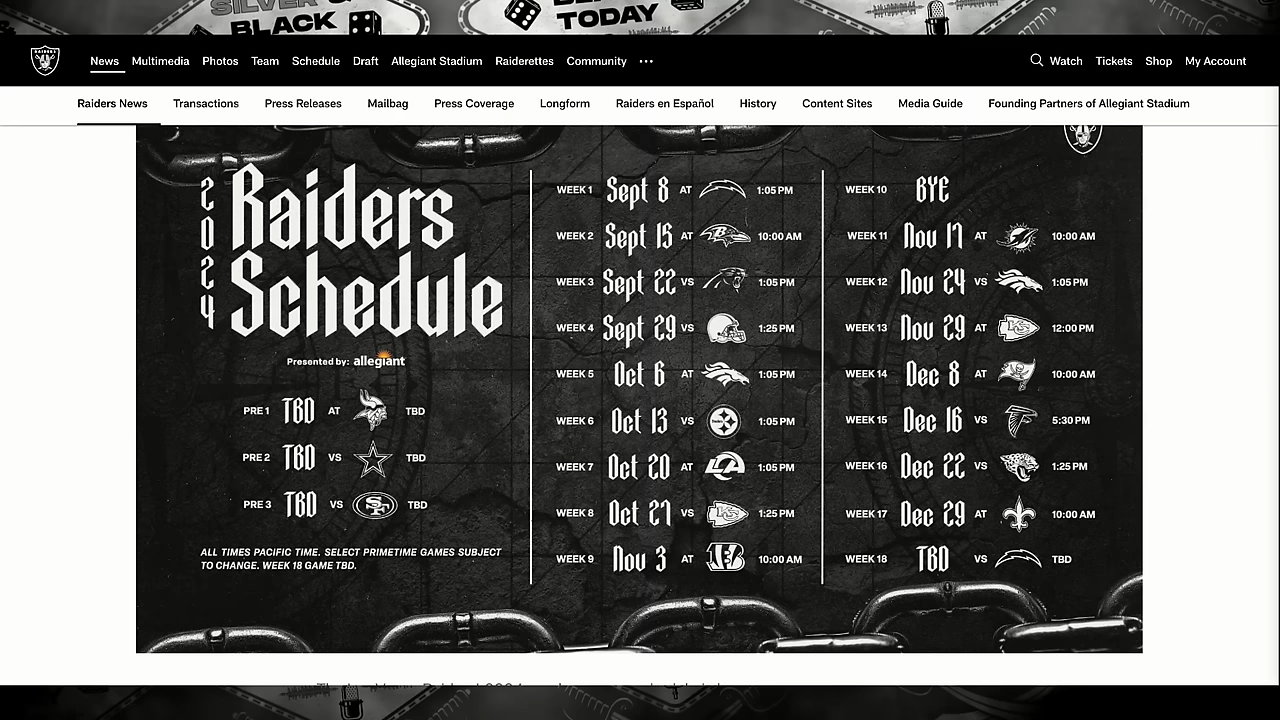 SILVER &
BLACK
TODAY
RAIDERS
News Multimedia Photos Team Schedule Draft Allegiant Stadium Raiderettes Community ••• Watch Tickets Shop My Account
Raiders News Transactions Press Releases Mailbag Press Coverage Longform Raiders en Español History Content Sites Media Guide Founding Partners of Allegiant Stadium
2024
Raiders
Schedule
Presented by: allegiant
PRE 1 TBD AT TBD
PRE 2 TBD VS TBD
PRE 3 TBD VS SF TBD
ALL TIMES PACIFIC TIME. SELECT PRIMETIME GAMES SUBJECT
TO CHANGE. WEEK 18 GAME TBD.
WEEK 1 Sept 8 AT 1:05 PM
WEEK 2 Sept 15 AT 10:00 AM
WEEK 3 Sept 22 VS 1:05 PM
WEEK 4 Sept 29 VS 1:25 PM
WEEK 5 Oct 6 AT 1:05 PM
WEEK 6 Oct 13 VS 1:05 PM
WEEK 7 Oct 20 AT LA 1:05 PM
WEEK 8 Oct 27 VS KC 1:25 PM
WEEK 9 Nov 3 AT B 10:00 AM
WEEK 10 BYE
WEEK 11 Nov 17 AT 10:00 AM
WEEK 12 Nov 24 VS 1:05 PM
WEEK 13 Nov 29 AT KC 12:00 PM
WEEK 14 Dec 8 AT 10:00 AM
WEEK 15 Dec 16 VS 5:30 PM
WEEK 16 Dec 22 VS 1:25 PM
WEEK 17 Dec 29 AT 10:00 AM
WEEK 18 TBD VS TBD